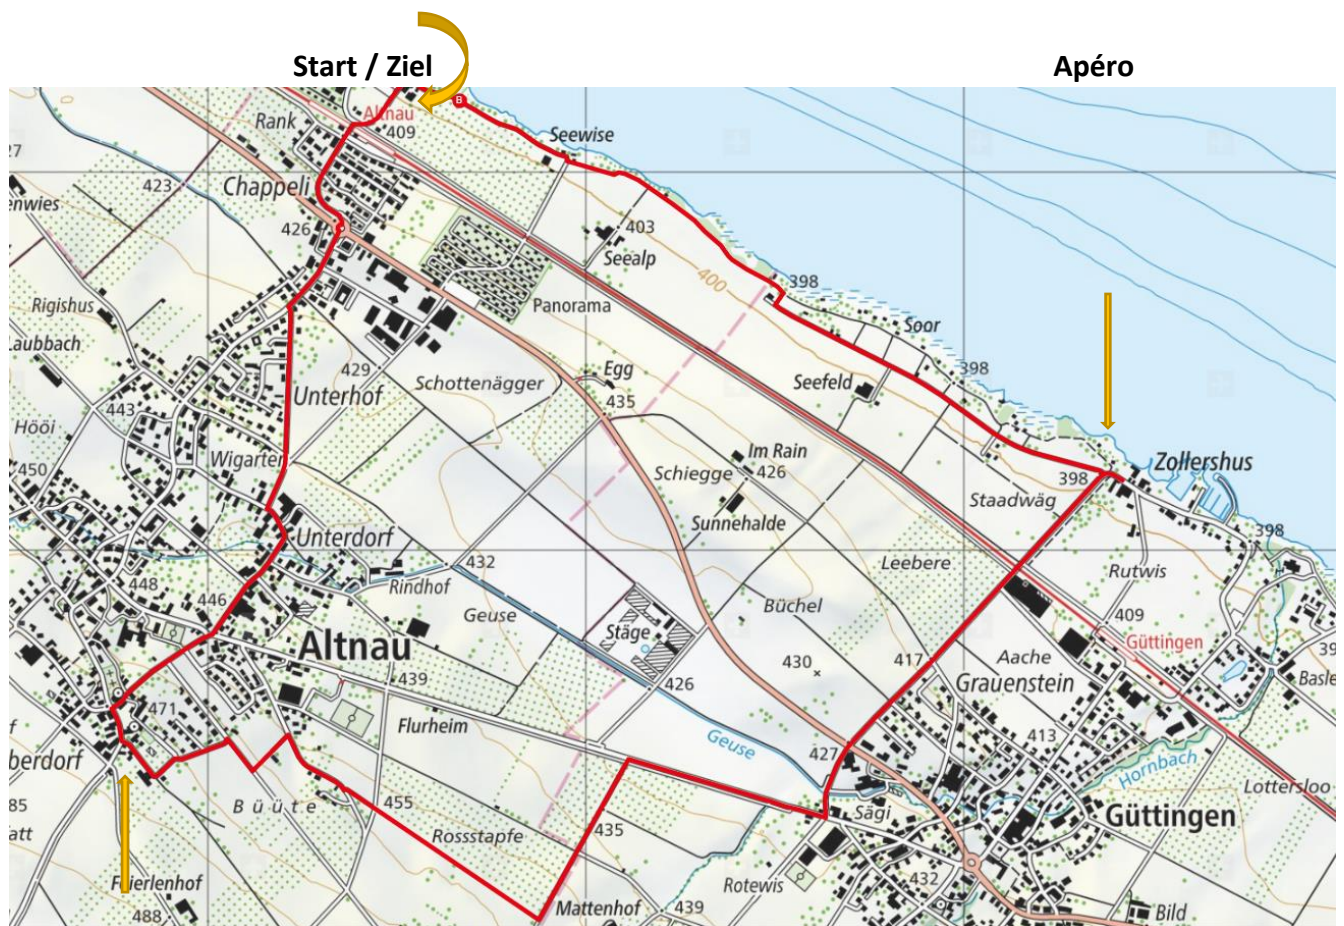 Start / Ziel
Apéro
B
Altnau
409
Rank
Seewise
27
423
Chappeli
enwies
426
403
Seealp
400
398
Panorama
Rigishus
Soor
Laubbach
429
Schottenägger
Egg
Seefeld
398
Unterhof
435
443
Hööi
Wigarten
Im Rain
426
Schiegge
450
398
Zollershus
Staadwäg
Sunnehalde
Unterdorf
398
432
Leebere
Rindhof
Rutwis
448
446
Geuse
Büchel
409
Stäge
Altnau
Güttingen
39
430
417
Aache
439
426
Grauenstein
Basle
471
Flurheim
Geuse
427
413
berdorf
Hornbach
Lottersloo
85
Büüte
455
Sägi
Güttingen
att
Rossstapfe
435
Feierlenhof
Rotewis
432
488
Mattenhof
439
Bild